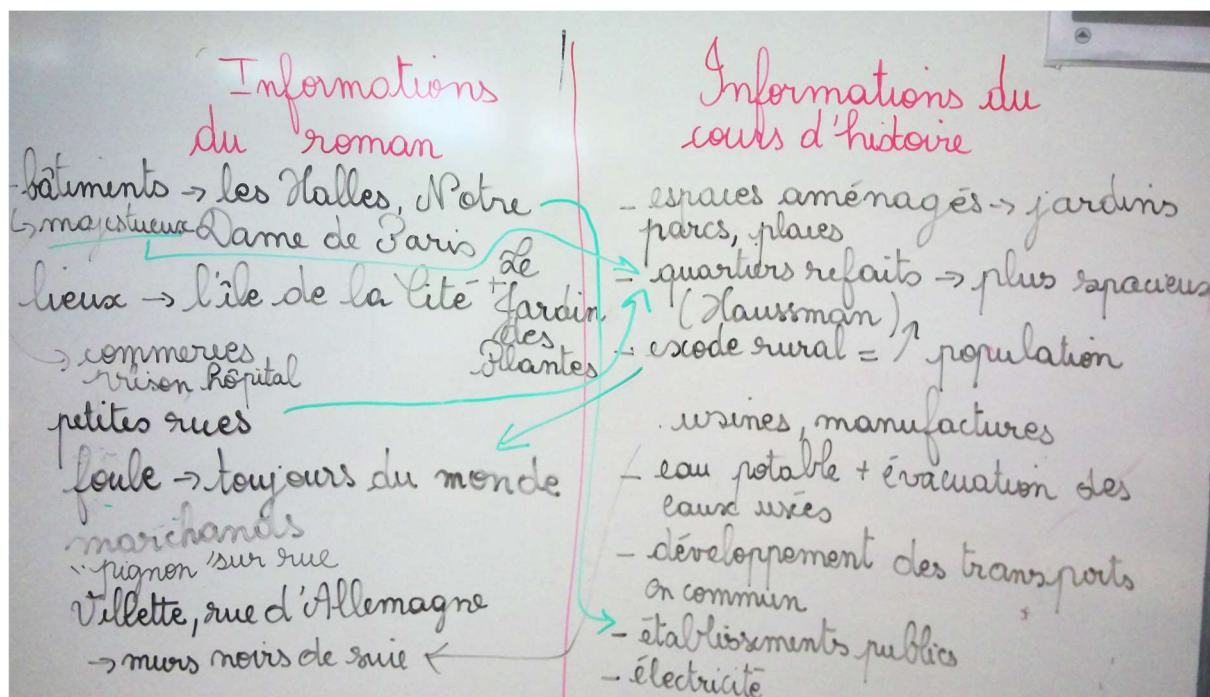 Informations
du roman
- bâtiments → les Halles, Notre
↳ majestueux Dame de Paris
lieux → l'île de la Cité + Le
Jardin
des
Plantes
→ commerces
prison hôpital
petites rues
foule → toujours du monde
marchands
"pignon sur rue
Villette, rue d'Allemagne
→ murs noirs de suie
Informations du
cours d'histoire
- espaces aménagés → jardins
parcs, places
- quartiers refaits → plus spacieux
(Haussman)
- exode rural = ↗ population
. usines, manufactures
- eau potable + évacuation des
eaux usées
- développement des transports
en commun
- établissements publics
- électricité